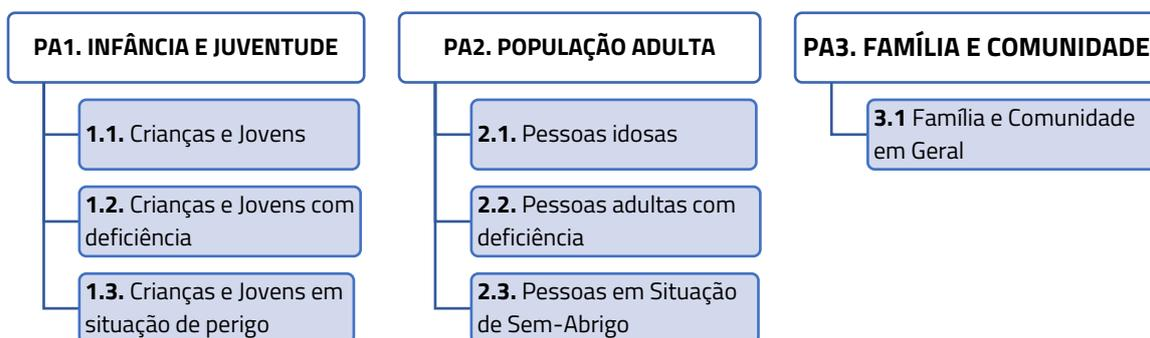 PA1. INFÂNCIA E JUVENTUDE
1.1. Crianças e Jovens
1.2. Crianças e Jovens com
deficiência
1.3. Crianças e Jovens em
situação de perigo
PA2. POPULAÇÃO ADULTA
2.1. Pessoas idosas
2.2. Pessoas adultas com
deficiência
2.3. Pessoas em Situação
de Sem-Abrigo
PA3. FAMÍLIA E COMUNIDADE
3.1 Família e Comunidade
em Geral